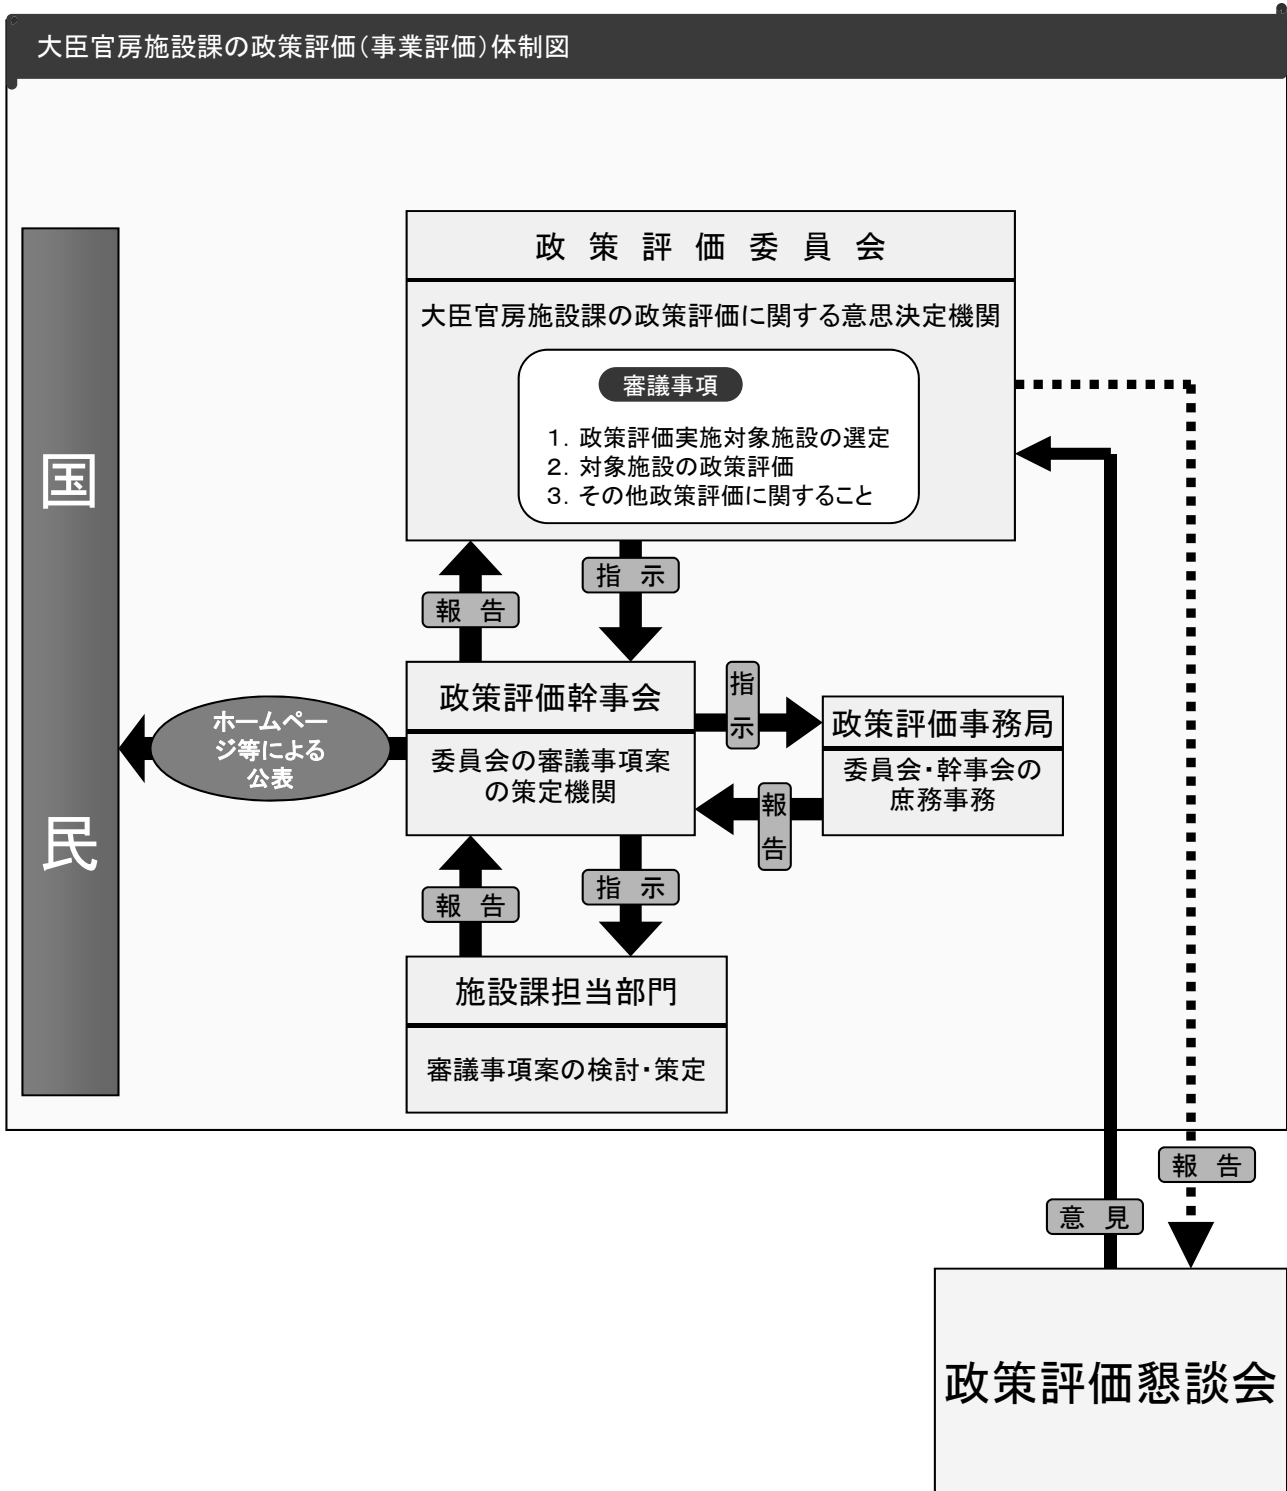 大臣官房施設課の政策評価（事業評価）体制図
政策評価委員会
大臣官房施設課の政策評価に関する意思決定機関
審議事項
１．政策評価実施対象施設の選定
２．対象施設の政策評価
３．その他政策評価に関すること
国民
指示
報告
政策評価幹事会
委員会の審議事項案
の策定機関
指示
報告
政策評価事務局
委員会・幹事会の
庶務事務
ホームペー
ジ等による
公表
指示
報告
施設課担当部門
審議事項案の検討・策定
報告
意見
政策評価懇談会